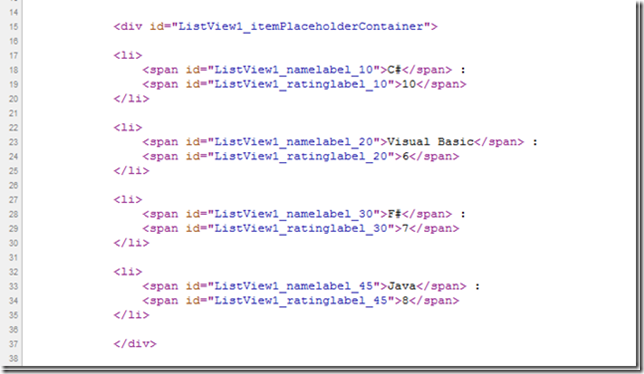 14
15 <div id="ListView1_itemPlaceholderContainer">
16
17 <li>
18 <span id="ListView1_namelabel_10">C#</span> :
19 <span id="ListView1_ratinglabel_10">10</span>
20 </li>
21
22 <li>
23 <span id="ListView1_namelabel_20">Visual Basic</span> :
24 <span id="ListView1_ratinglabel_20">6</span>
25 </li>
26
27 <li>
28 <span id="ListView1_namelabel_30">F#</span> :
29 <span id="ListView1_ratinglabel_30">7</span>
30 </li>
31
32 <li>
33 <span id="ListView1_namelabel_45">Java</span> :
34 <span id="ListView1_ratinglabel_45">8</span>
35 </li>
36
37 </div>
38